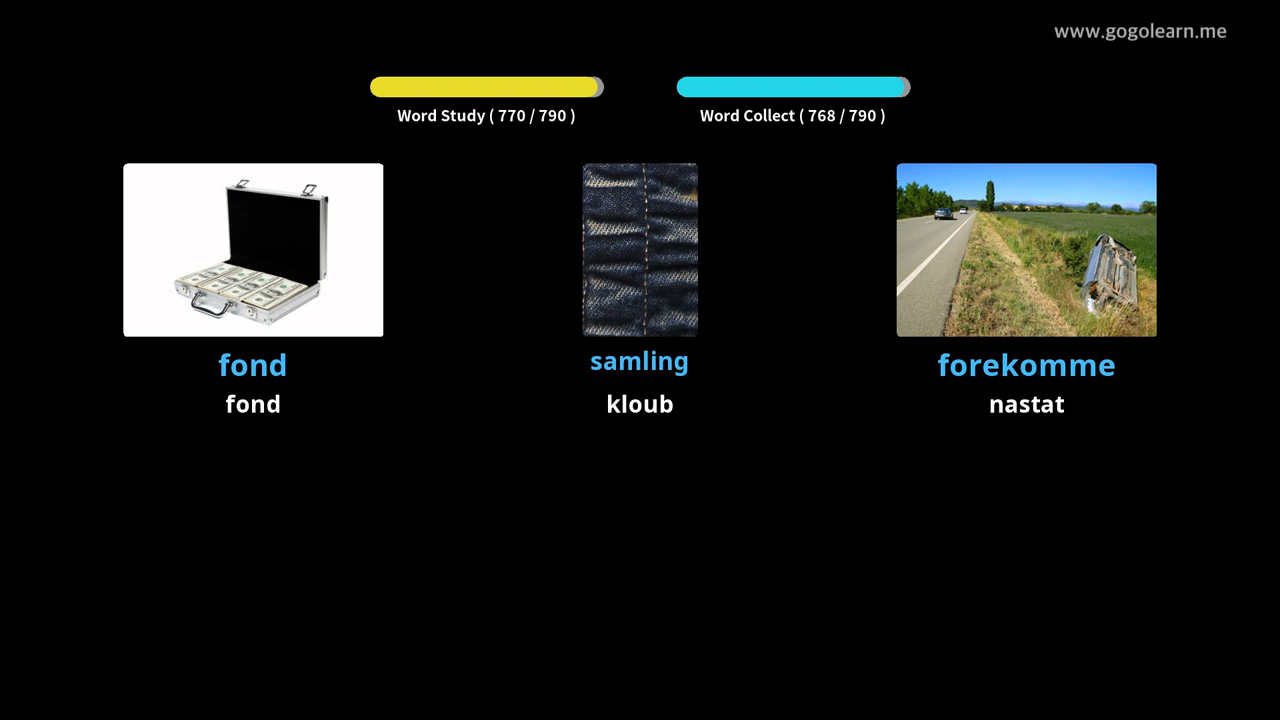 www.gogolearn.me
Word Study ( 770 / 790 )
Word Collect ( 768 / 790 )
fond
samling
forekomme
fond
kloub
nastat